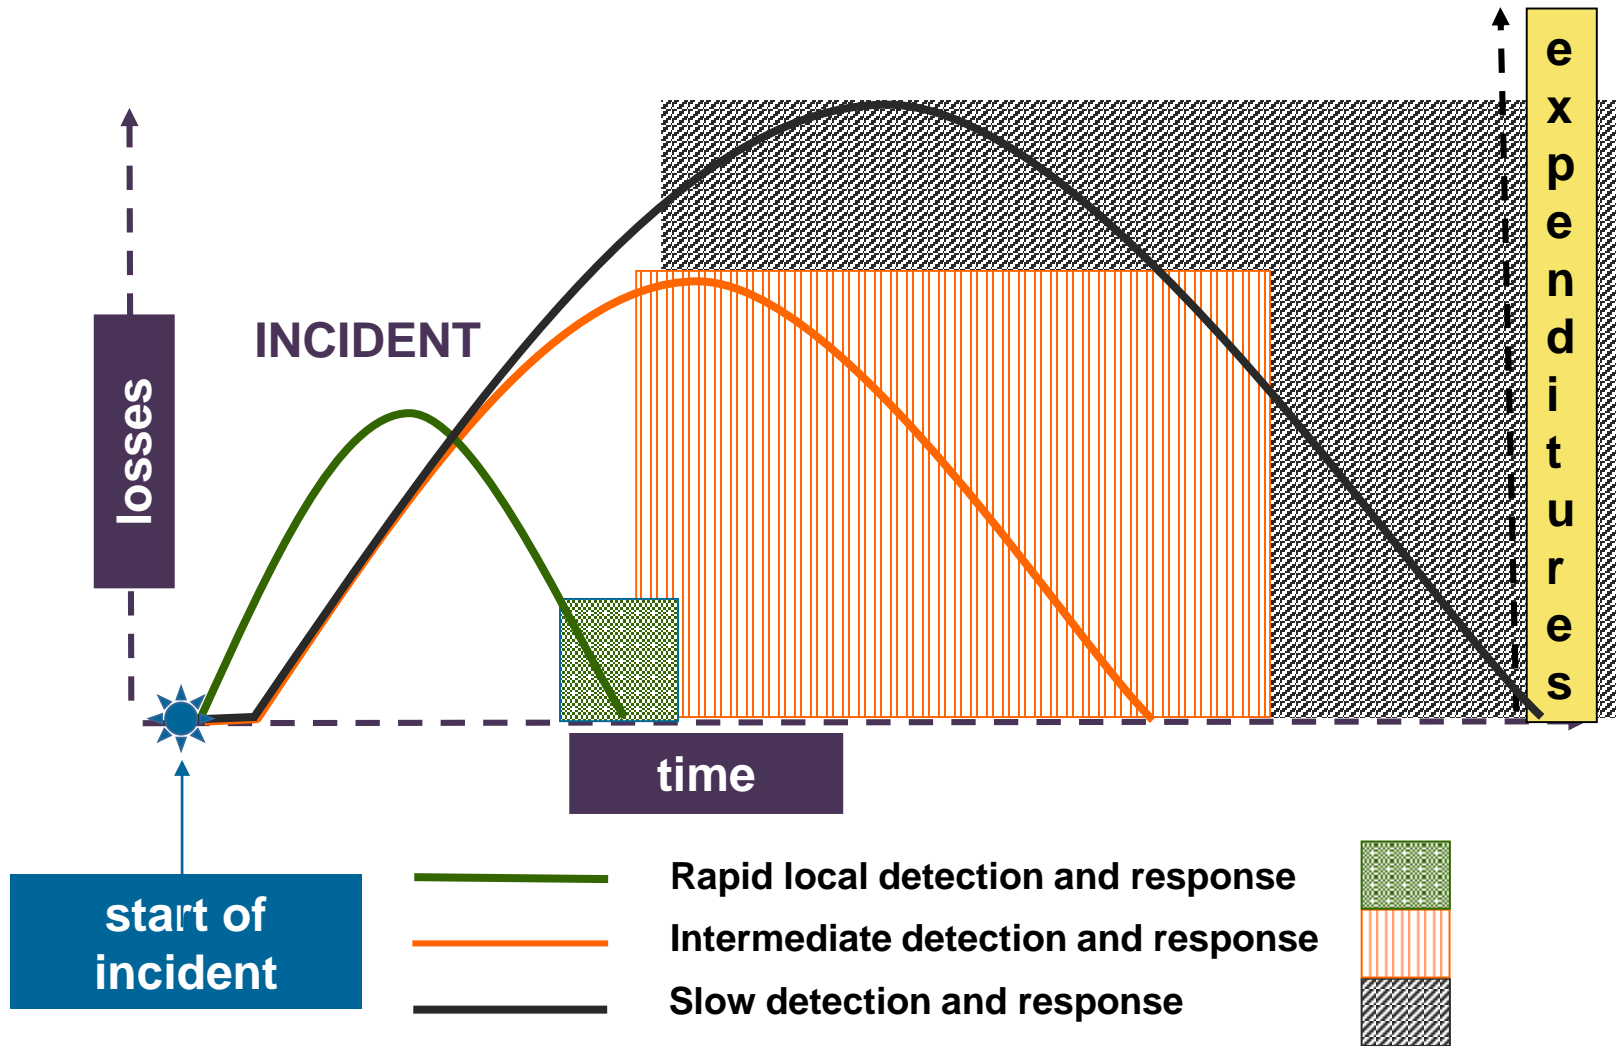 expenditures
INCIDENT
losses
time
start of
incident
Rapid local detection and response
Intermediate detection and response
Slow detection and response